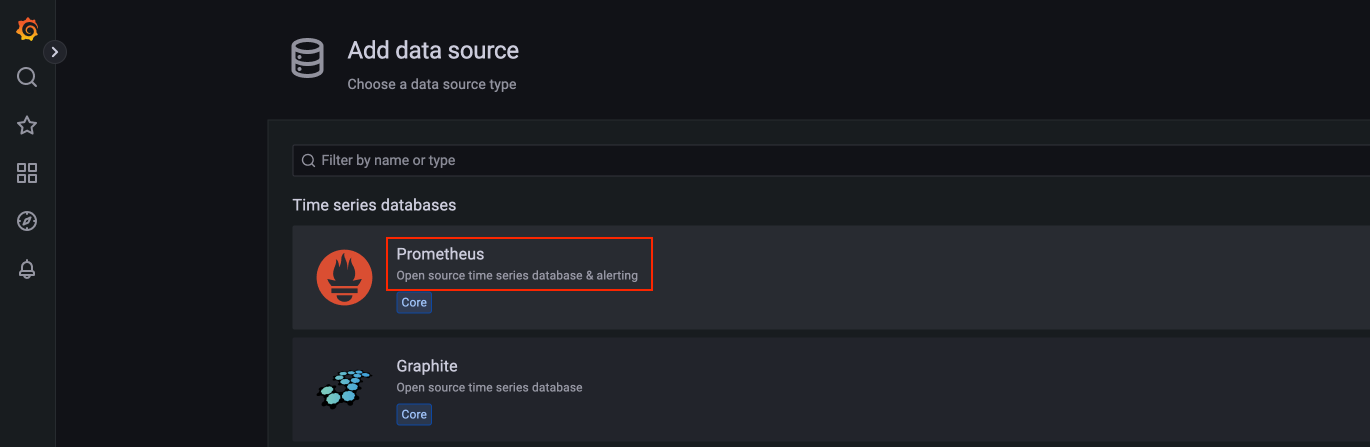 Add data source
Choose a data source type
Filter by name or type
Time series databases
Prometheus
Open source time series database & alerting
Core
Graphite
Open source time series database
Core